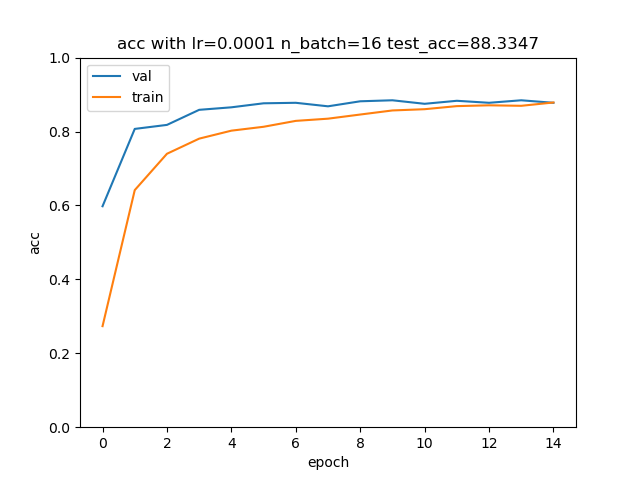 acc with lr=0.0001 n_batch=16 test_acc=88.3347
val
train
1.0
0.8
0.6
0.4
0.2
0.0
acc
0 2 4 6 8 10 12 14
epoch